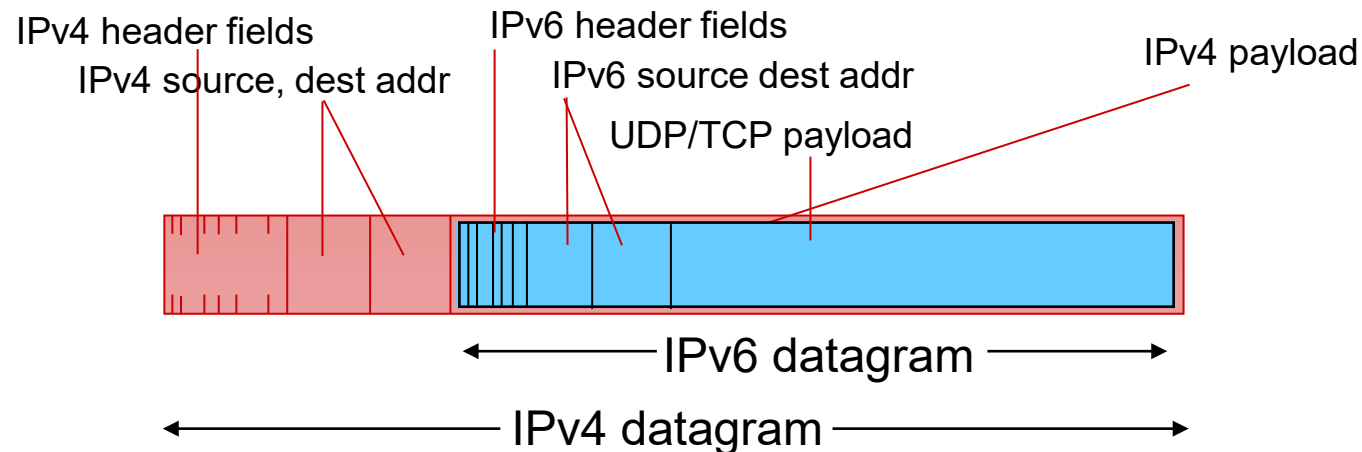 IPv4 header fields
IPv6 header fields
IPv4 payload
IPv4 source, dest addr
IPv6 source dest addr
UDP/TCP payload
IPv6 datagram
IPv4 datagram